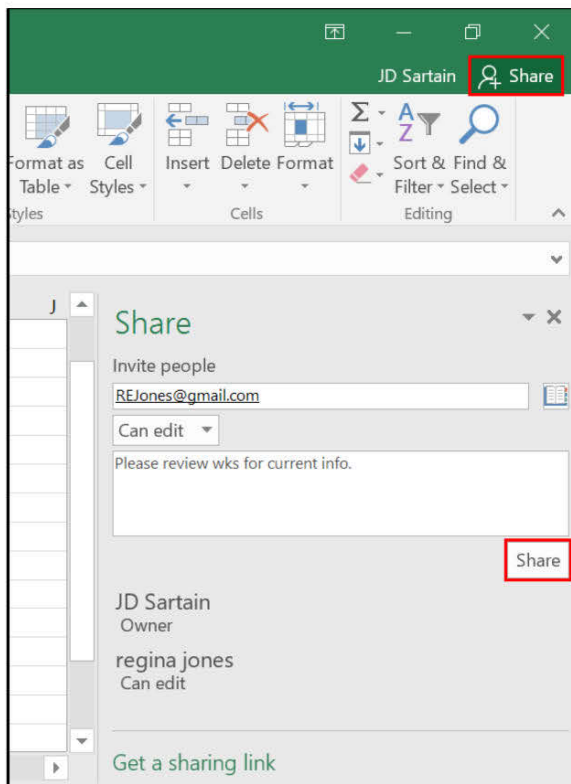 JD Sartain Share
Format as Cell Insert Delete Format Sort & Find &
Table Styles Filter Select
Styles Cells Editing
J
Share
Invite people
REJones@gmail.com
Can edit
Please review wks for current info.
Share
JD Sartain
Owner
regina jones
Can edit
Get a sharing link